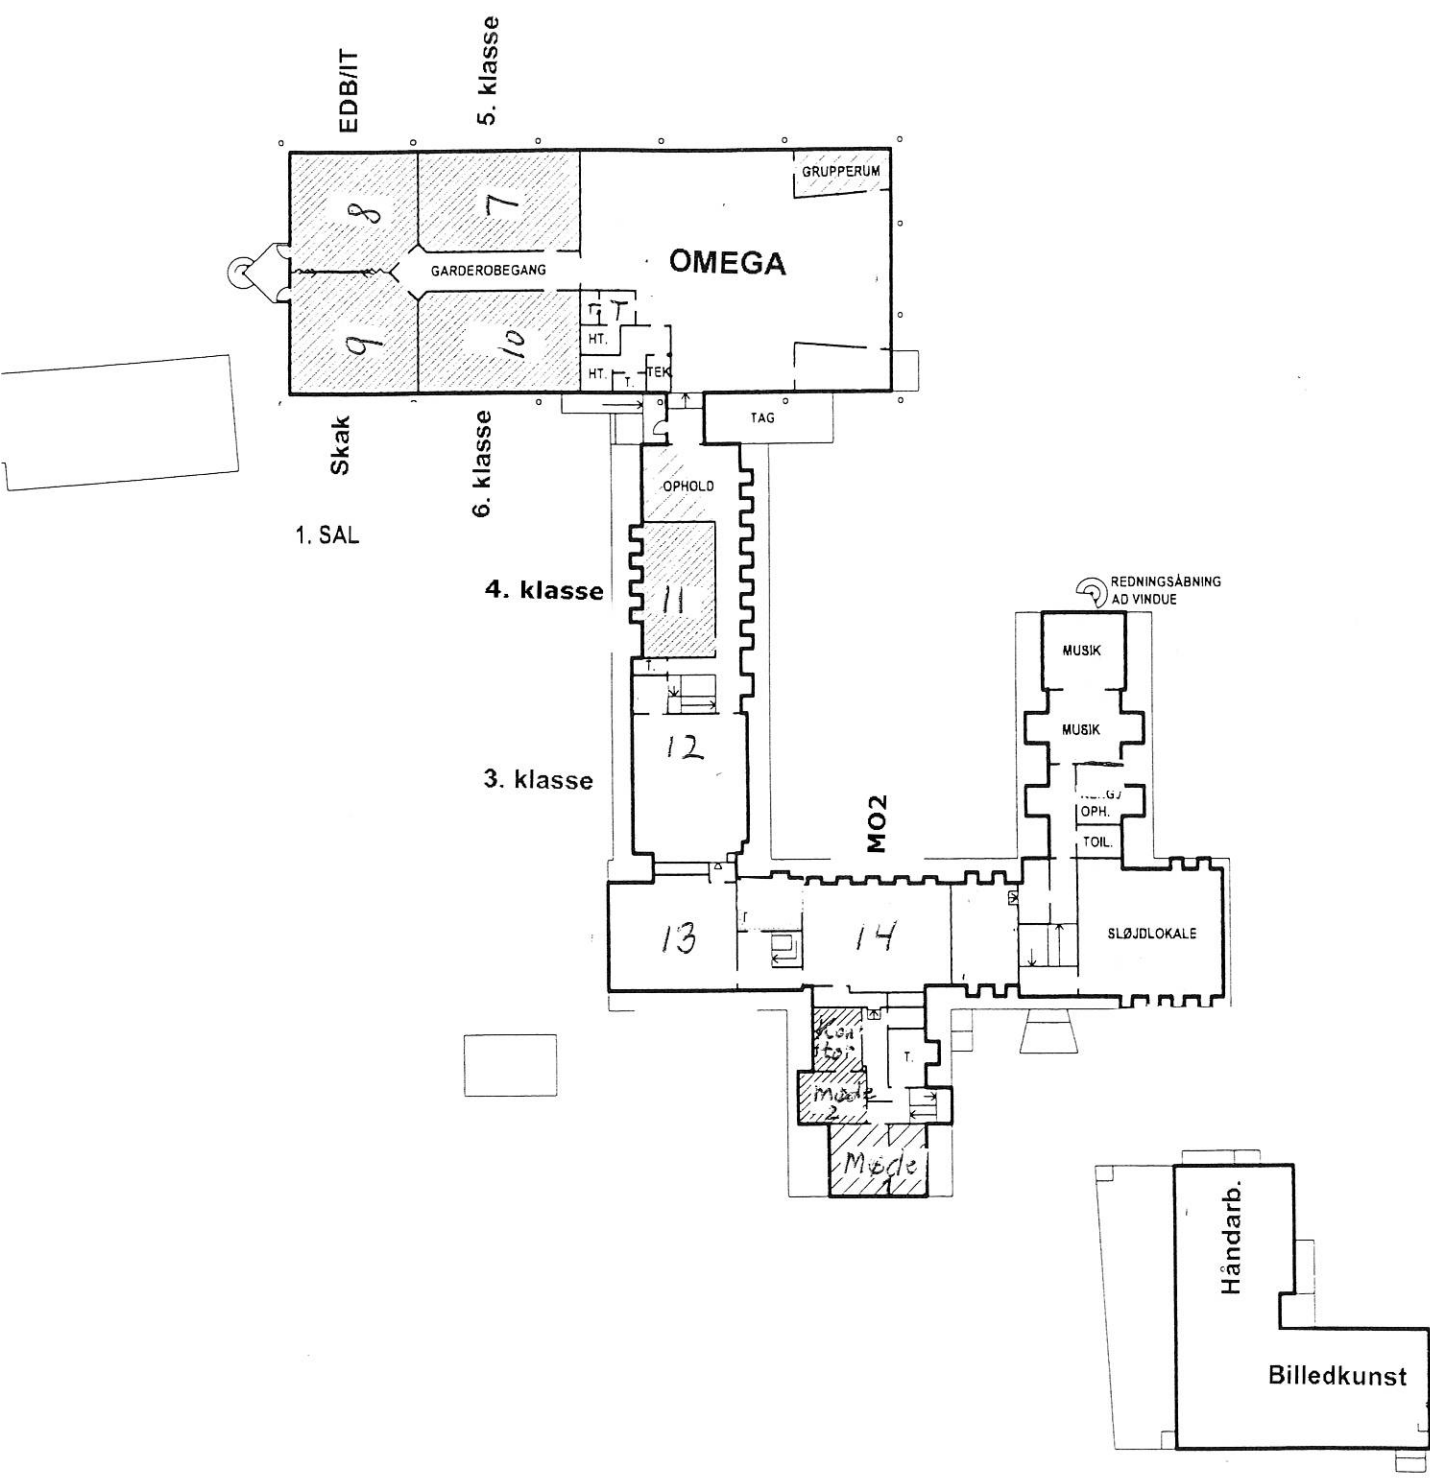 EDB/IT
5. klasse
GRUPPERUM
8
7
OMEGA
GARDEROBEGANG
9
10
T
HT.
HT.
T.
TEK
TAG
Skak
6. klasse
OPHOLD
1. SAL
4. klasse
11
REDNINGSÅBNING
AD VINDUE
MUSIK
T.
MUSIK
12
3. klasse
MO2
OPH.
TOIL.
13
14
SLØJDLOKALE
Kon
tor
T.
møde
2
Møde
1
Håndarb.
Billedkunst